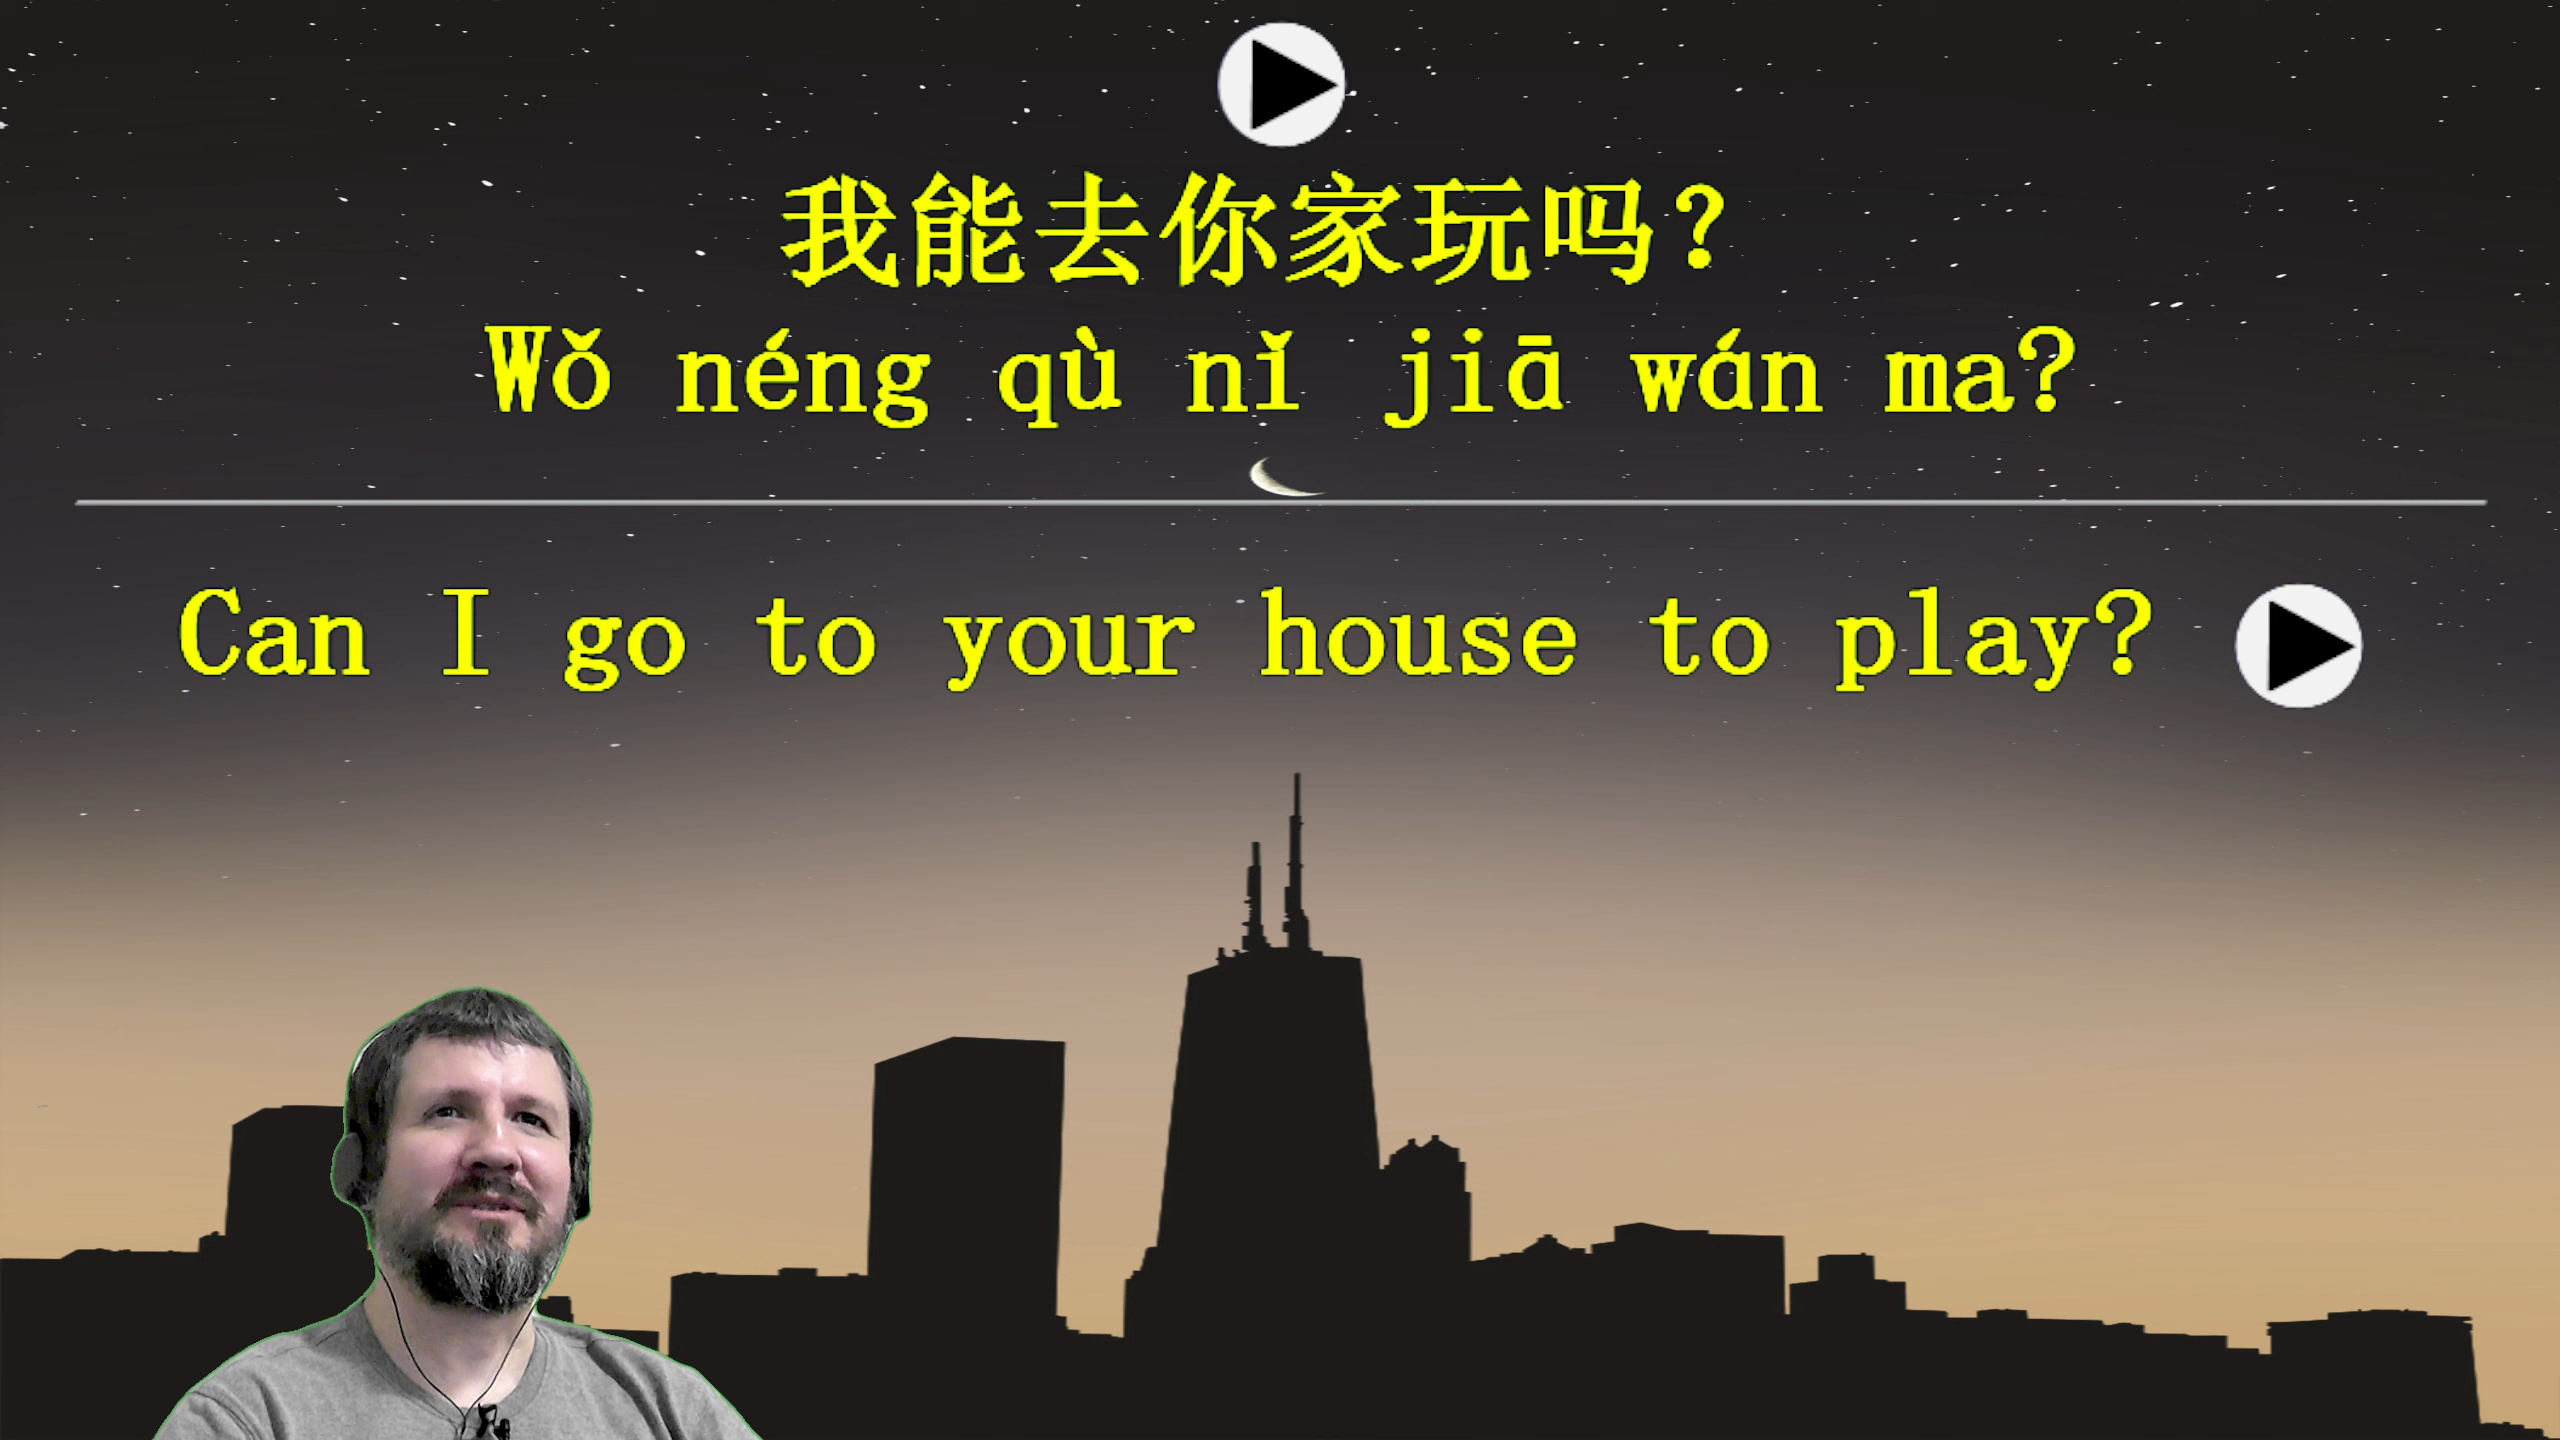 我能去你家玩吗?
Wǒ néng qù nǐ jiā wán ma?
Can I go to your house to play?